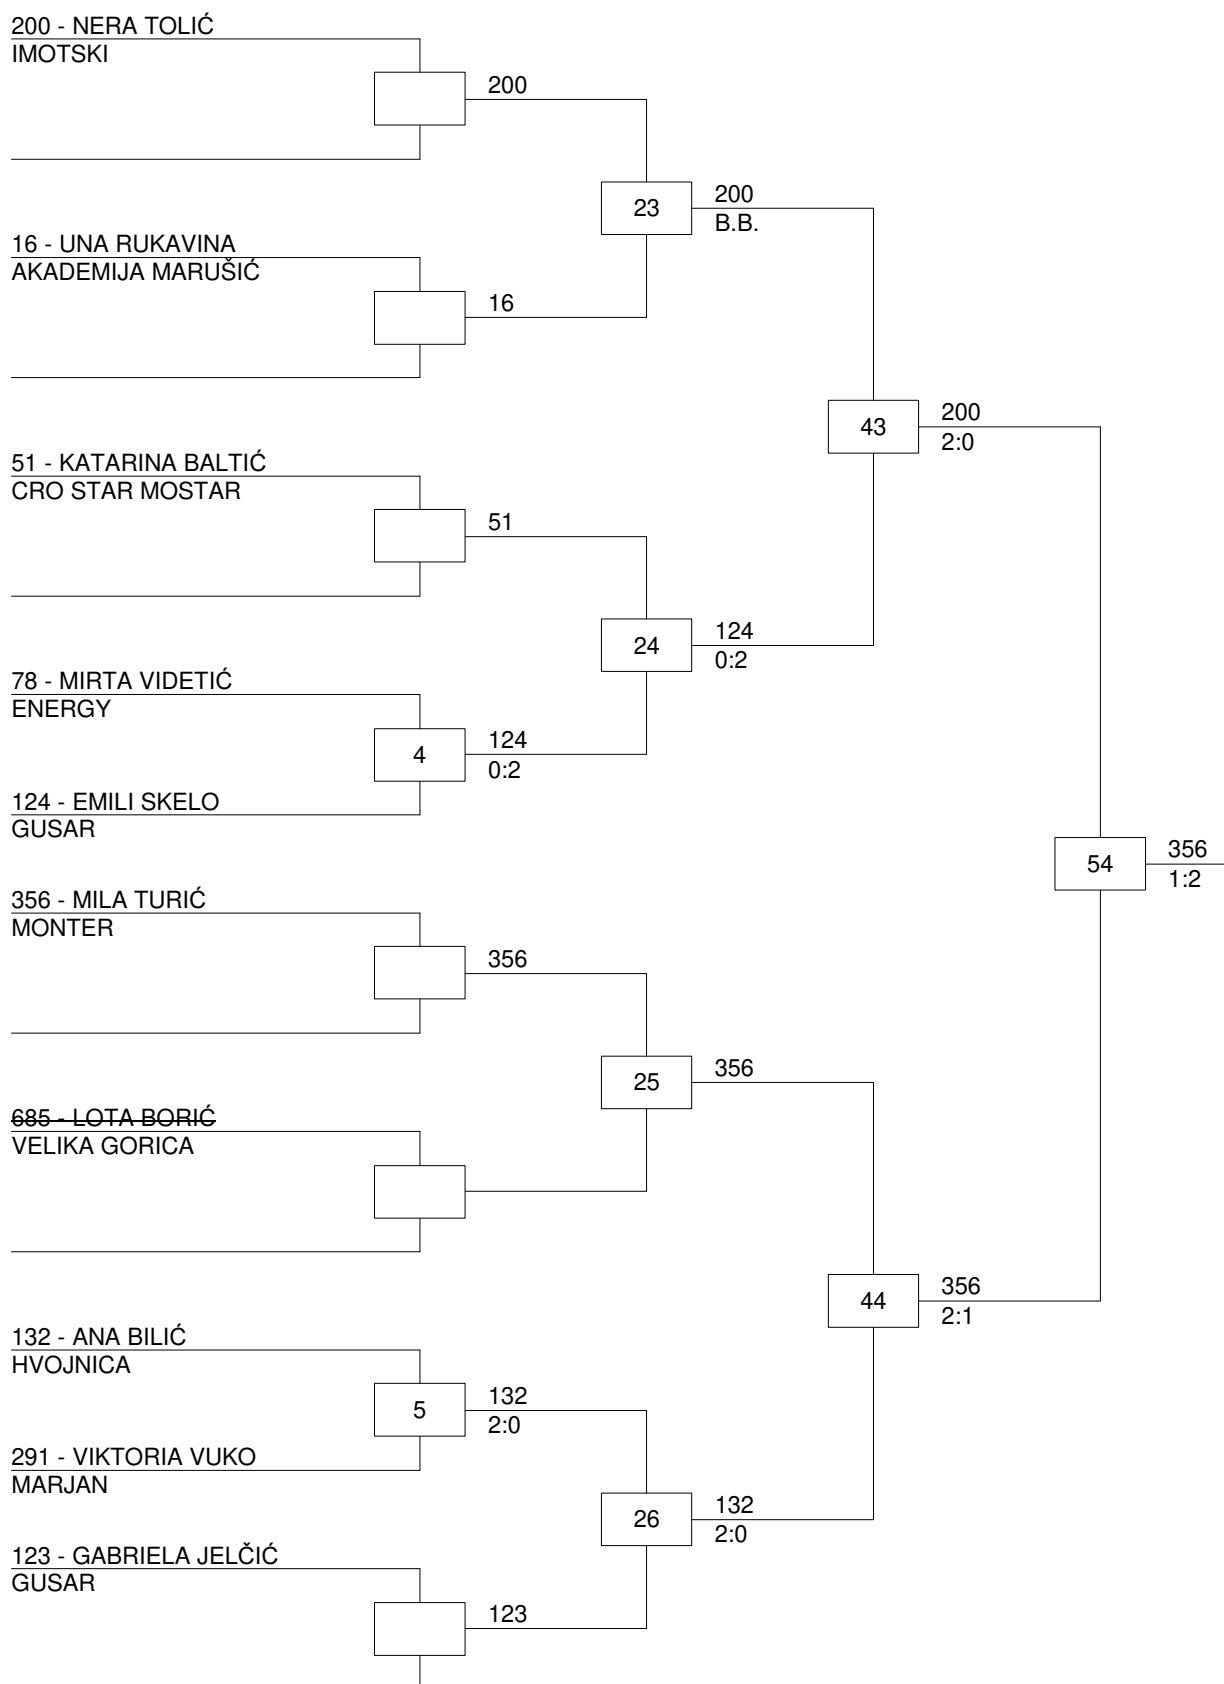 200 - NERA TOLIĆ
IMOTSKI
200
23
200
B.B.
16 - UNA RUKAVINA
AKADEMIJA MARUŠIĆ
16
43
200
2:0
51 - KATARINA BALTIĆ
CRO STAR MOSTAR
51
24
124
0:2
78 - MIRTA VIDETIĆ
ENERGY
4
124
0:2
124 - EMILI SKELO
GUSAR
54
356
1:2
356 - MILA TURIĆ
MONTER
356
25
356
685 - LOTA BORIĆ
VELIKA GORICA
44
356
2:1
132 - ANA BILIĆ
HVOJNICA
5
132
2:0
291 - VIKTORIA VUKO
MARJAN
26
132
2:0
123 - GABRIELA JELČIĆ
GUSAR
123